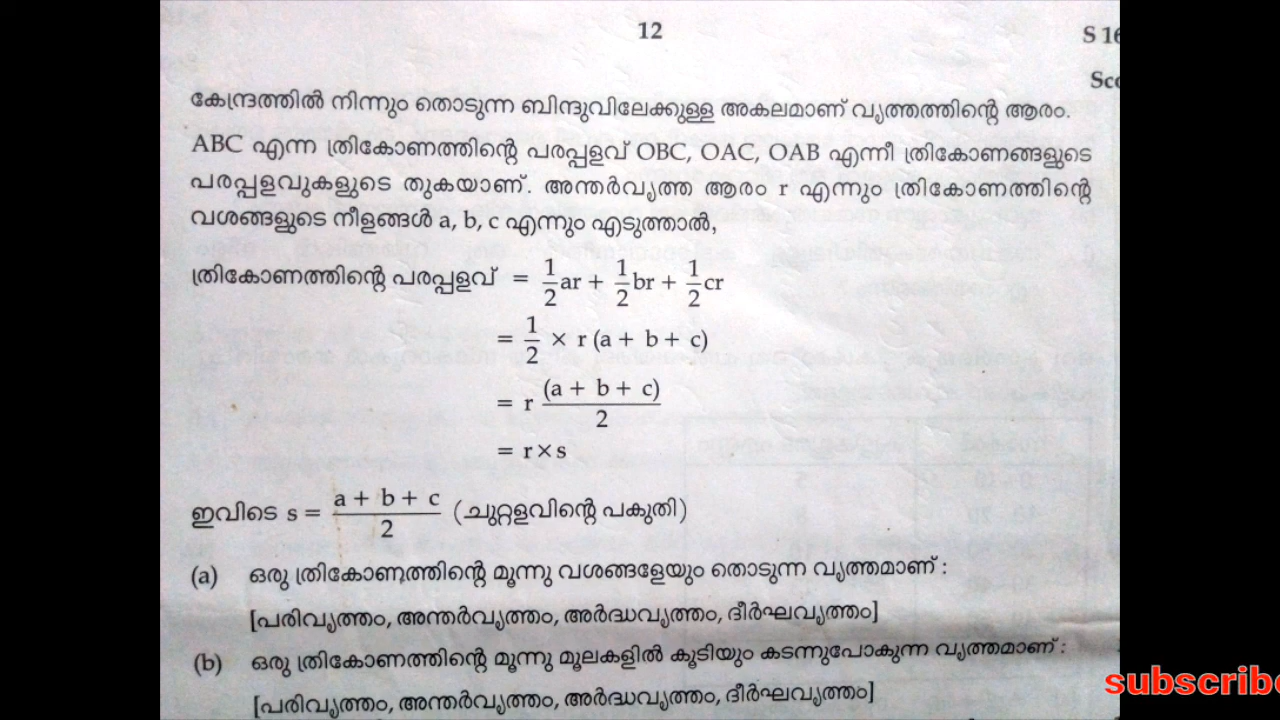 12
S 16
Sco
കേന്ദ്രത്തിൽ നിന്നും തൊടുന്ന ബിന്ദുവിലേക്കുള്ള അകലമാണ് വൃത്തത്തിന്റെ ആരം.
ABC എന്ന ത്രികോണത്തിന്റെ പരപ്പളവ് OBC, OAC, OAB എന്നീ ത്രികോണങ്ങളുടെ
പരപ്പളവുകളുടെ തുകയാണ്. അന്തർവൃത്ത ആരം r എന്നും ത്രികോണത്തിന്റെ
വശങ്ങളുടെ നീളങ്ങൾ a, b, c എന്നും എടുത്താൽ,
ത്രികോണത്തിന്റെ പരപ്പളവ് = 1/2 ar + 1/2 br + 1/2 cr
= 1/2 × r (a + b + c)
= r (a + b + c)/2
= r×s
ഇവിടെ s = a + b + c/2 (ചുറ്റളവിന്റെ പകുതി)
(a) ഒരു ത്രികോണത്തിന്റെ മൂന്നു വശങ്ങളേയും തൊടുന്ന വൃത്തമാണ് :
[പരിവൃത്തം, അന്തർവൃത്തം, അർദ്ധവൃത്തം, ദീർഘവൃത്തം]
(b) ഒരു ത്രികോണത്തിന്റെ മൂന്നു മൂലകളിൽ കൂടിയും കടന്നുപോകുന്ന വൃത്തമാണ് :
[പരിവൃത്തം, അന്തർവൃത്തം, അർദ്ധവൃത്തം, ദീർഘവൃത്തം]
subscribe